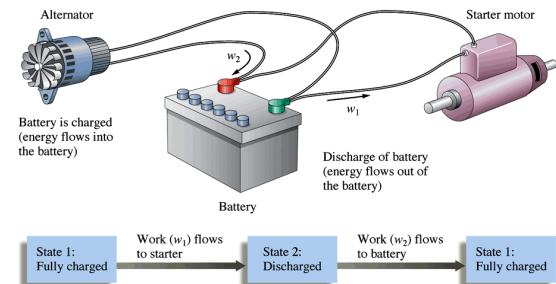 Alternator
Starter motor
w2
Battery is charged
(energy flows into
the battery)
w1
Discharge of battery
(energy flows out of
the battery)
Battery
State 1:
Fully charged
Work (w1) flows
to starter
State 2:
Discharged
Work (w2) flows
to battery
State 1:
Fully charged